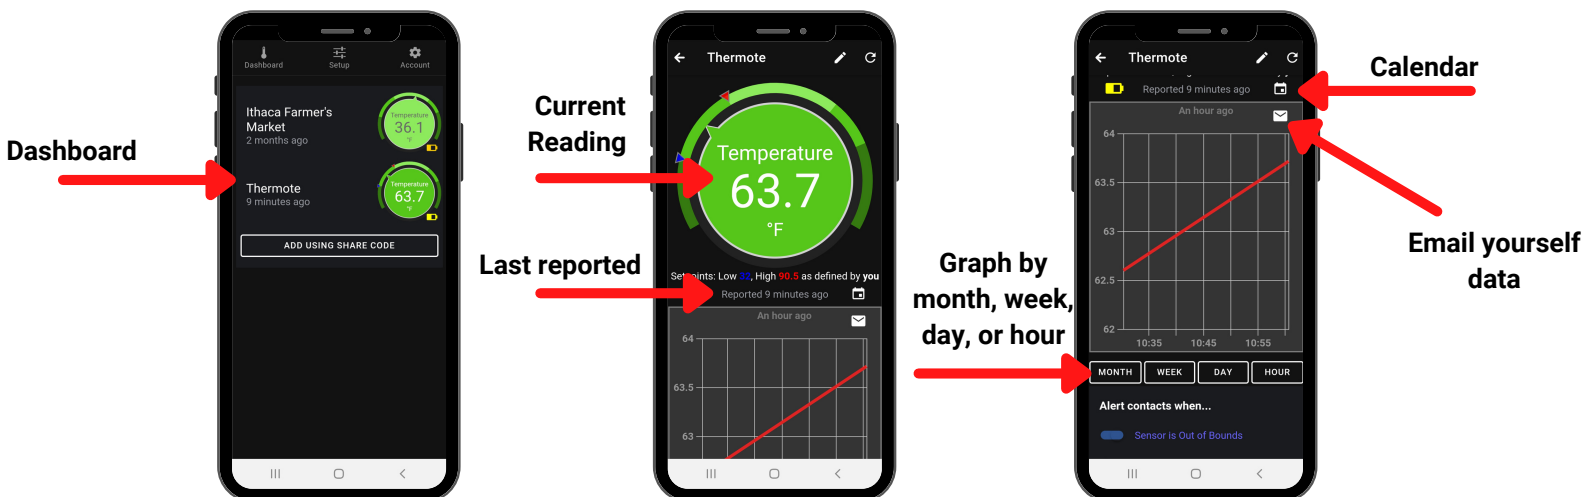 Dashboard
Dashboard
Setup
Account
Ithaca Farmer's
Market
2 months ago
Temperature
36.1
°F
Thermote
9 minutes ago
Temperature
63.7
°F
ADD USING SHARE CODE
Current
Reading
Last reported
Thermote
Temperature
63.7
°F
Setpoints: Low 32, High 90.5 as defined by you
Reported 9 minutes ago
An hour ago
64
63.5
63
Graph by
month, week,
day, or hour
Thermote
Reported 9 minutes ago
An hour ago
64
63.5
63
62.5
62
10:35
10:45
10:55
MONTH
WEEK
DAY
HOUR
Alert contacts when...
Sensor is Out of Bounds
Calendar
Email yourself
data